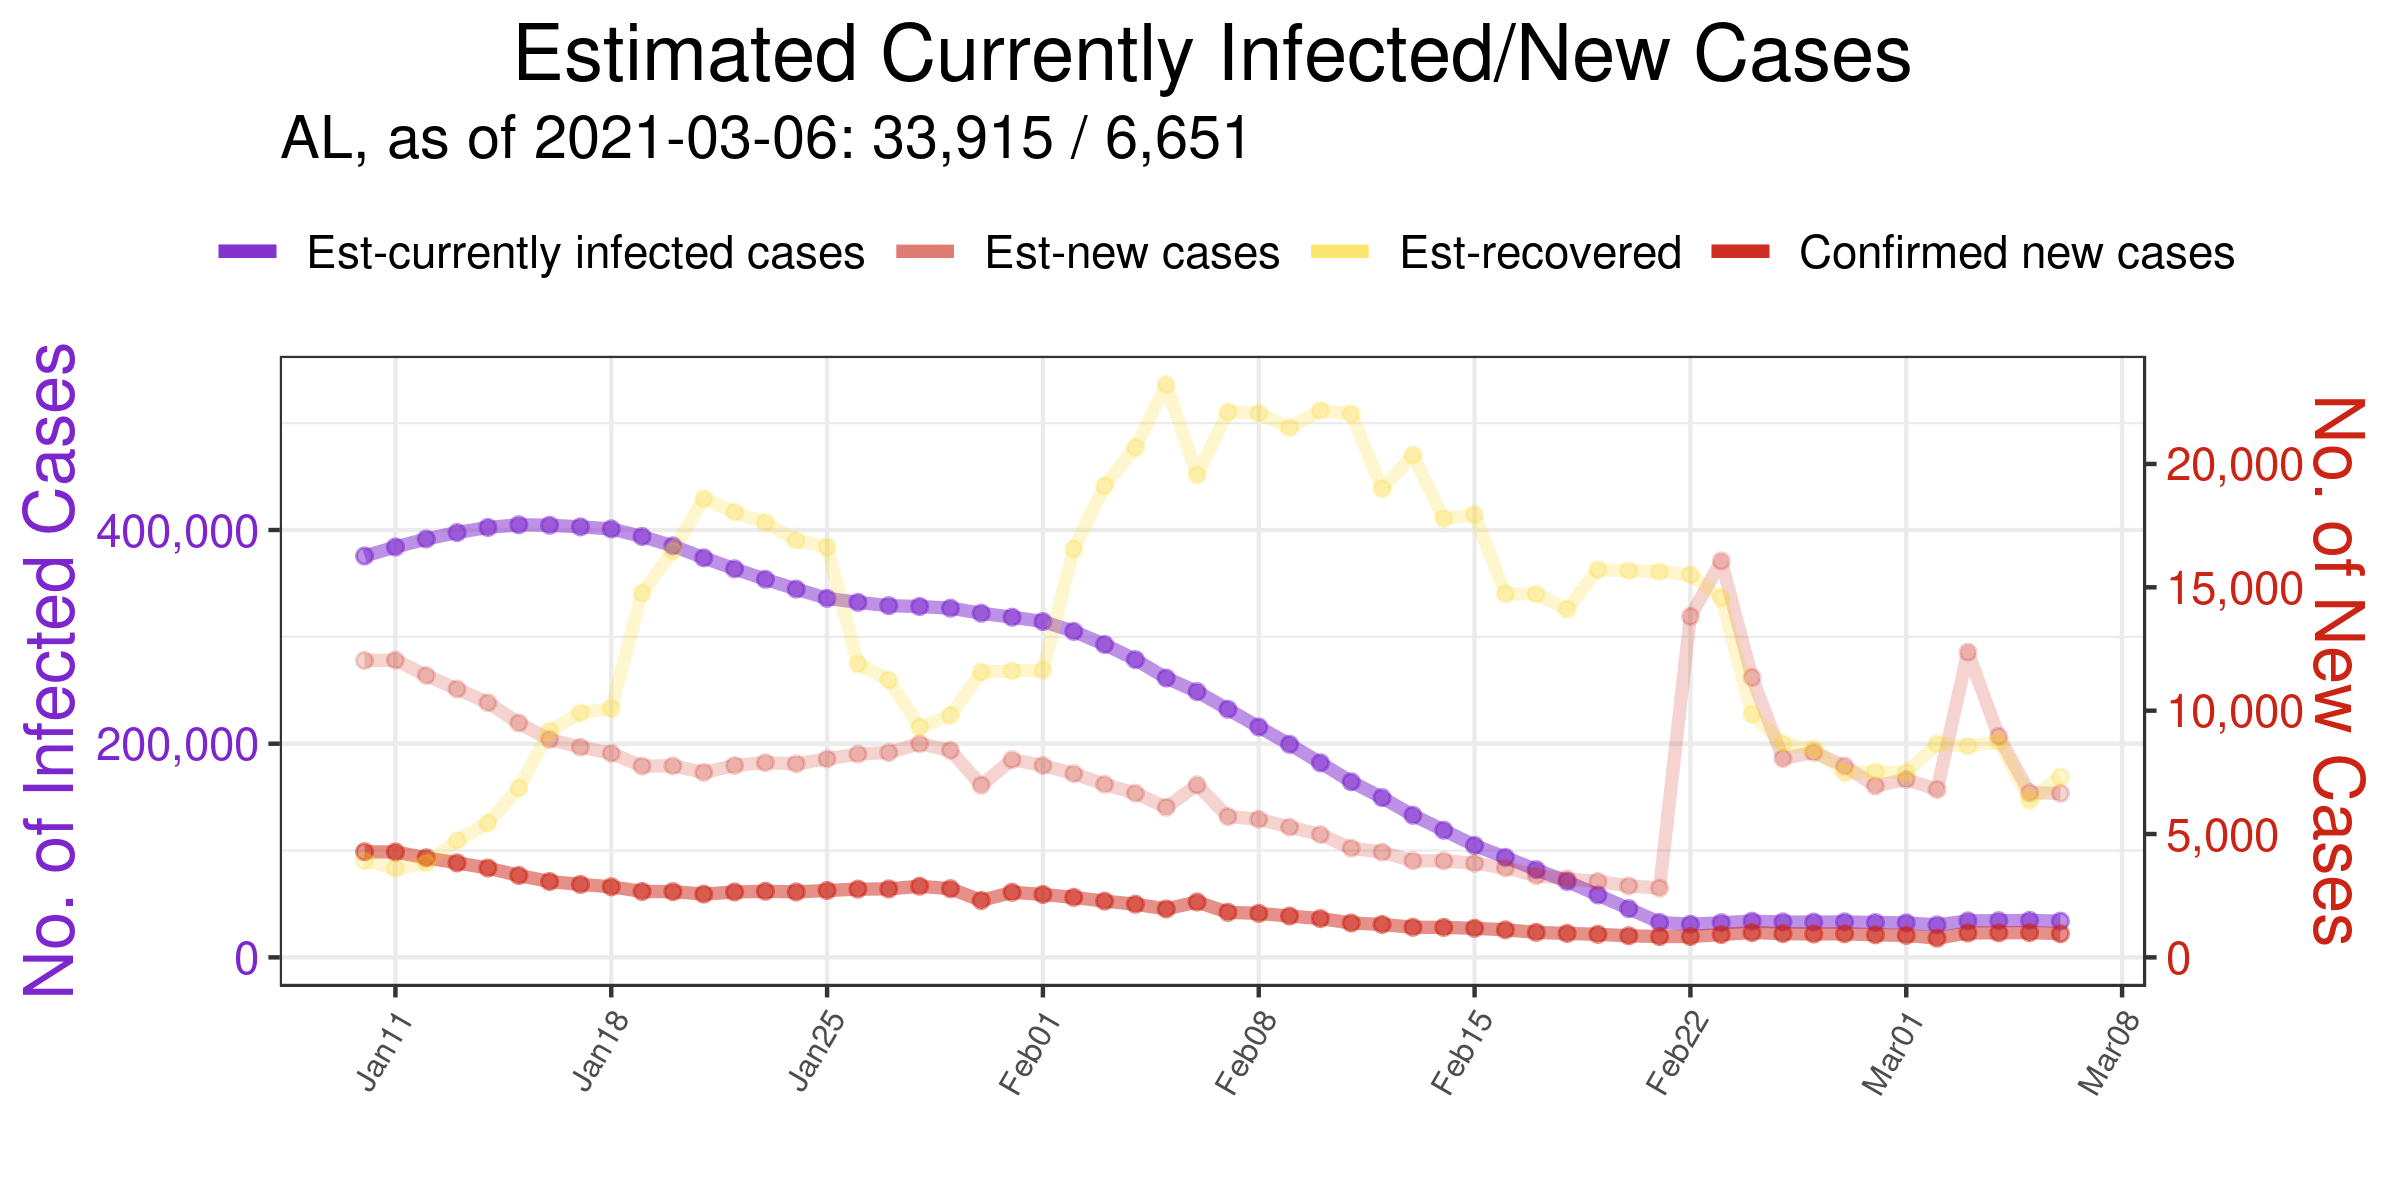 Estimated Currently Infected/New Cases
AL, as of 2021-03-06: 33,915 / 6,651
Est-currently infected cases Est-new cases Est-recovered Confirmed new cases
No. of Infected Cases
400,000
200,000
0
20,000
15,000
10,000
5,000
0
No. of New Cases
Jan11 Jan18 Jan25 Feb01 Feb08 Feb15 Feb22 Mar01 Mar08